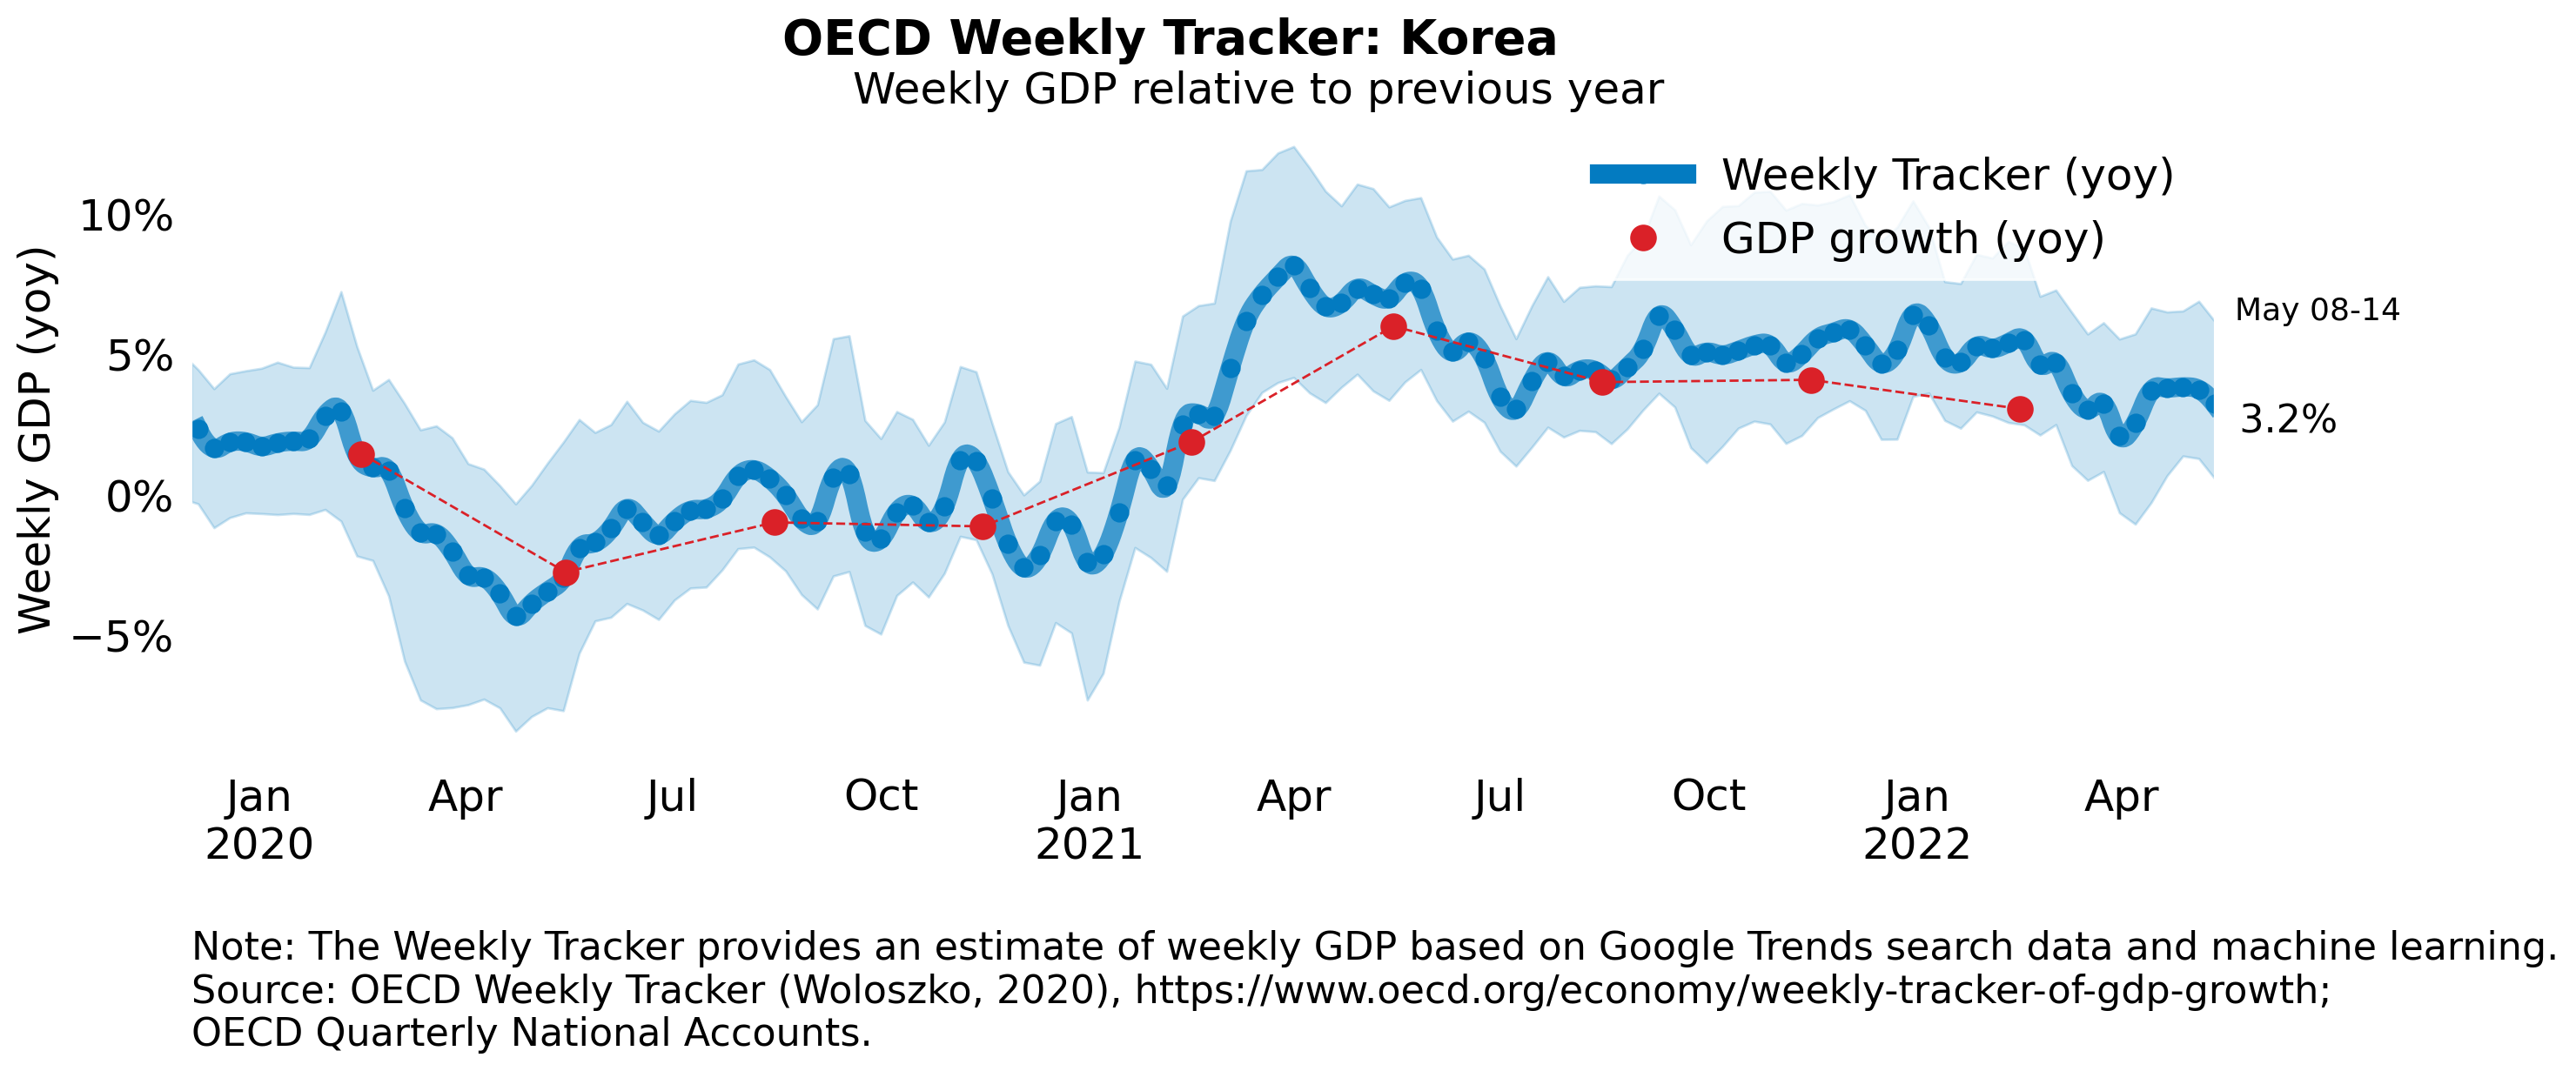 OECD Weekly Tracker: Korea
Weekly GDP relative to previous year
Weekly Tracker (yoy)
GDP growth (yoy)
Weekly GDP (yoy)
10%
5%
0%
−5%
May 08-14
3.2%
Jan Apr Jul Oct Jan Apr Jul Oct Jan Apr
2020 2021 2022
Note: The Weekly Tracker provides an estimate of weekly GDP based on Google Trends search data and machine learning.
Source: OECD Weekly Tracker (Woloszko, 2020), https://www.oecd.org/economy/weekly-tracker-of-gdp-growth;
OECD Quarterly National Accounts.